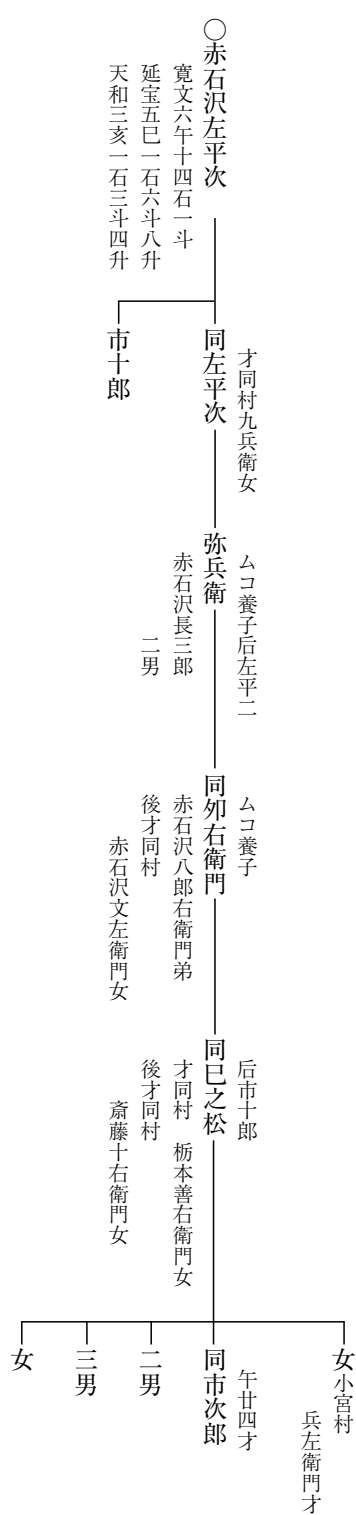 ○赤石沢左平次
寛文六午十四石一斗
延宝五巳一石六斗八升
天和三亥一石三斗四升
才同村九兵衛女
同左平次
市十郎
ムコ養子后左平二
弥兵衛
赤石沢長三郎
二男
ムコ養子
同夘右衛門
赤石沢八郎右衛門弟
後才同村
赤石沢文左衛門女
后市十郎
同巳之松
才同村 栃本善右衛門女
後才同村
斎藤十右衛門女
女小宮村
兵左衛門才
午廿四才
同市次郎
二男
三男
女